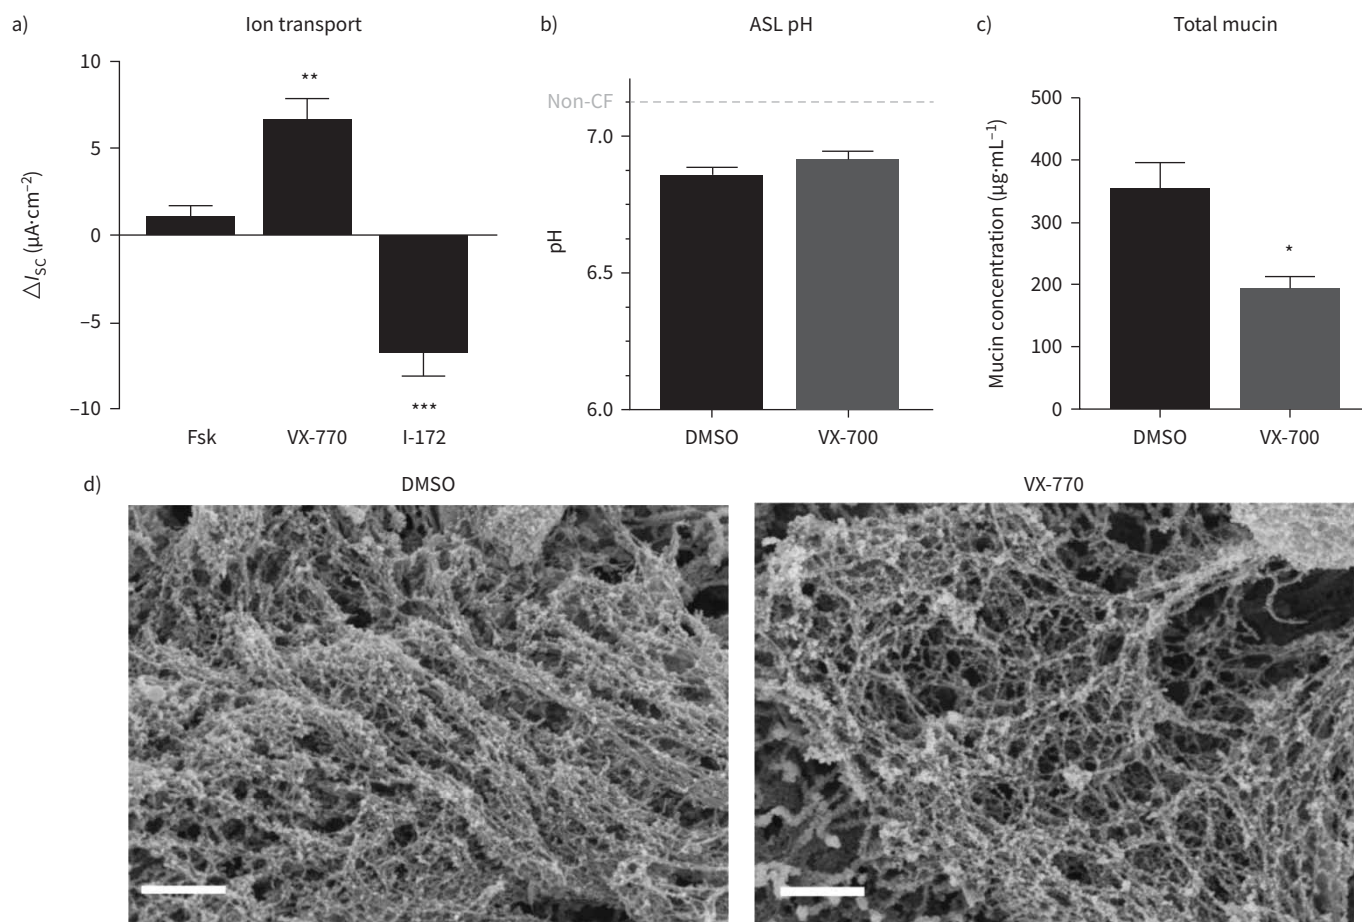 a) Ion transport
10
5
0
–5
–10
△I_SC (µA·cm⁻²)
**
***
Fsk VX-770 I-172
b) ASL pH
Non-CF
7.0
6.5
6.0
pH
DMSO VX-700
c) Total mucin
500
400
300
200
100
0
Mucin concentration (µg·mL⁻¹)
*
DMSO VX-700
d) DMSO VX-770